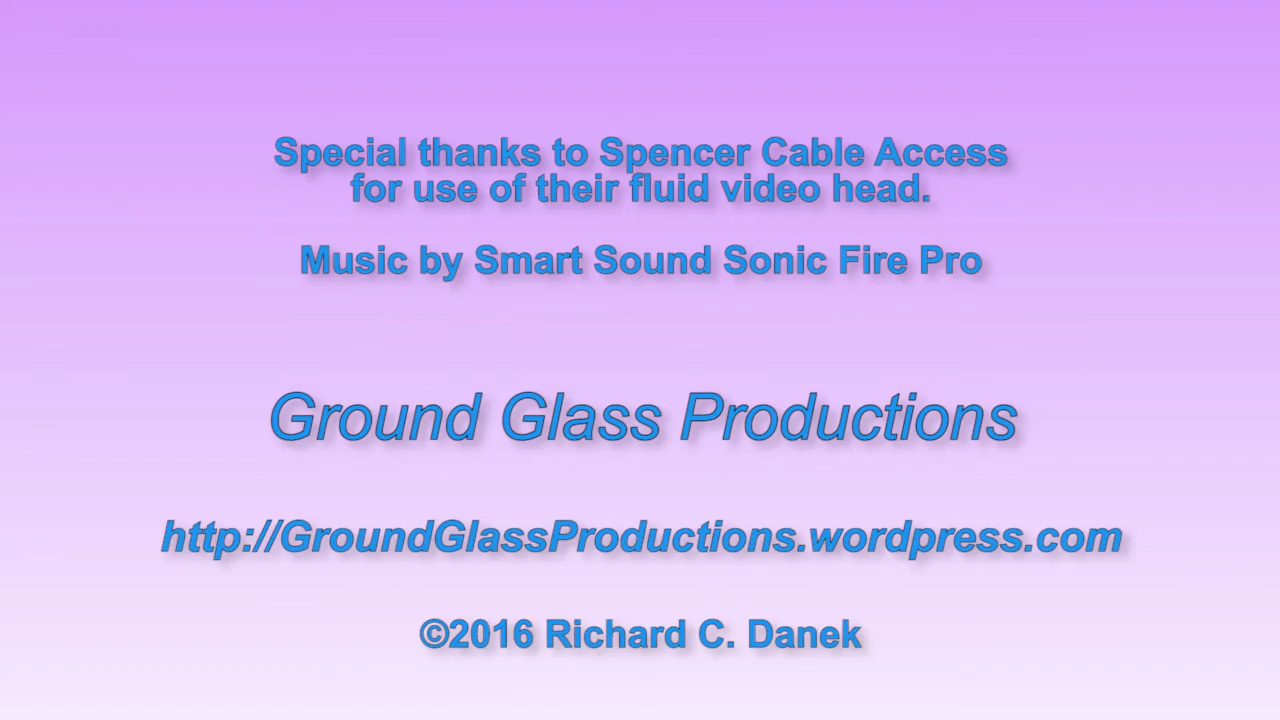 Special thanks to Spencer Cable Access
for use of their fluid video head.
Music by Smart Sound Sonic Fire Pro
Ground Glass Productions
http://GroundGlassProductions.wordpress.com
©2016 Richard C. Danek